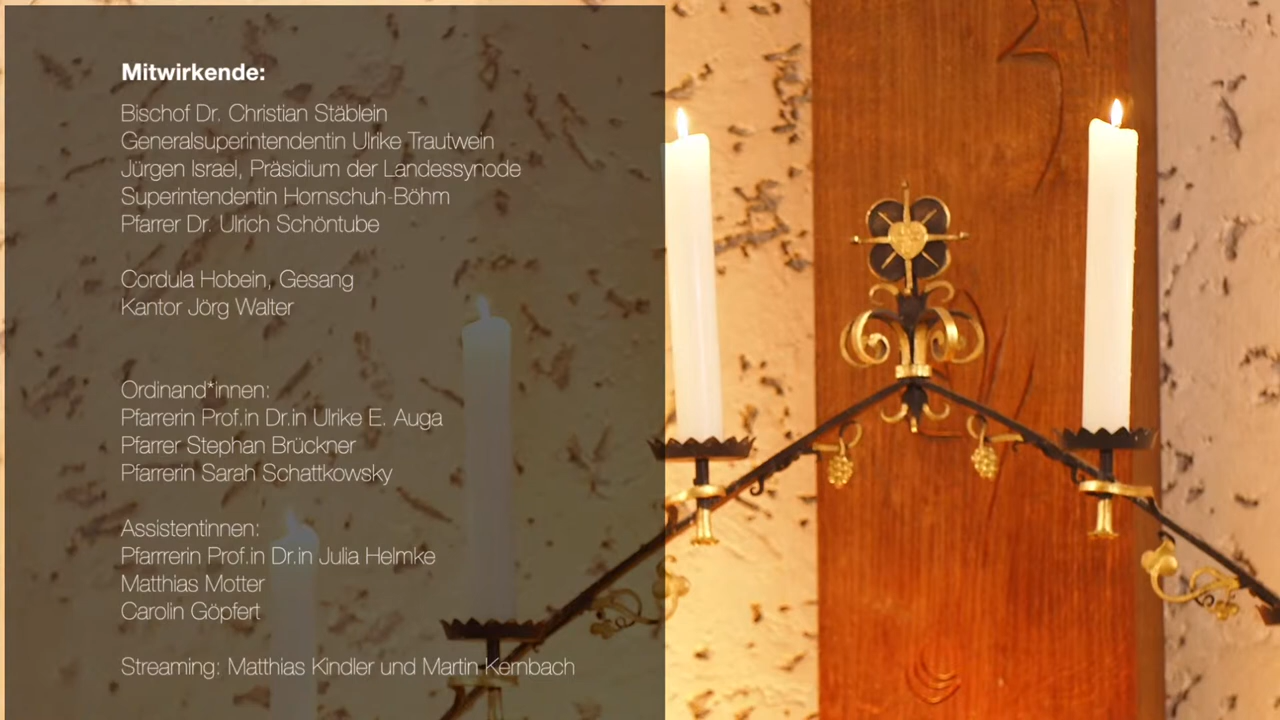 Mitwirkende:
Bischof Dr. Christian Stäblein
Generalsuperintendentin Ulrike Trautwein
Jürgen Israel, Präsidium der Landessynode
Superintendentin Hornschuh-Böhm
Pfarrer Dr. Ulrich Schöntube
Cordula Hobein, Gesang
Kantor Jörg Walter
Ordinand*innen:
Pfarrerin Prof.in Dr.in Ulrike E. Auga
Pfarrer Stephan Brückner
Pfarrerin Sarah Schattkowsky
Assistentinnen:
Pfarrrerin Prof.in Dr.in Julia Helmke
Matthias Motter
Carolin Göpfert
Streaming: Matthias Kindler und Martin Kernbach